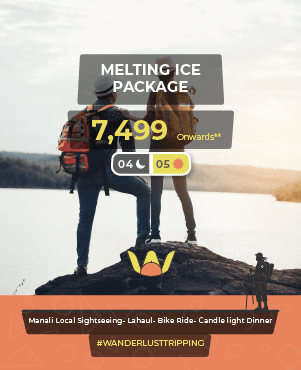 MELTING ICE
PACKAGE
7,499 Onwards**
04 05
Manali Local Sightseeing- Lahaul- Bike Ride- Candle light Dinner
#WANDERLUSTTRIPPING